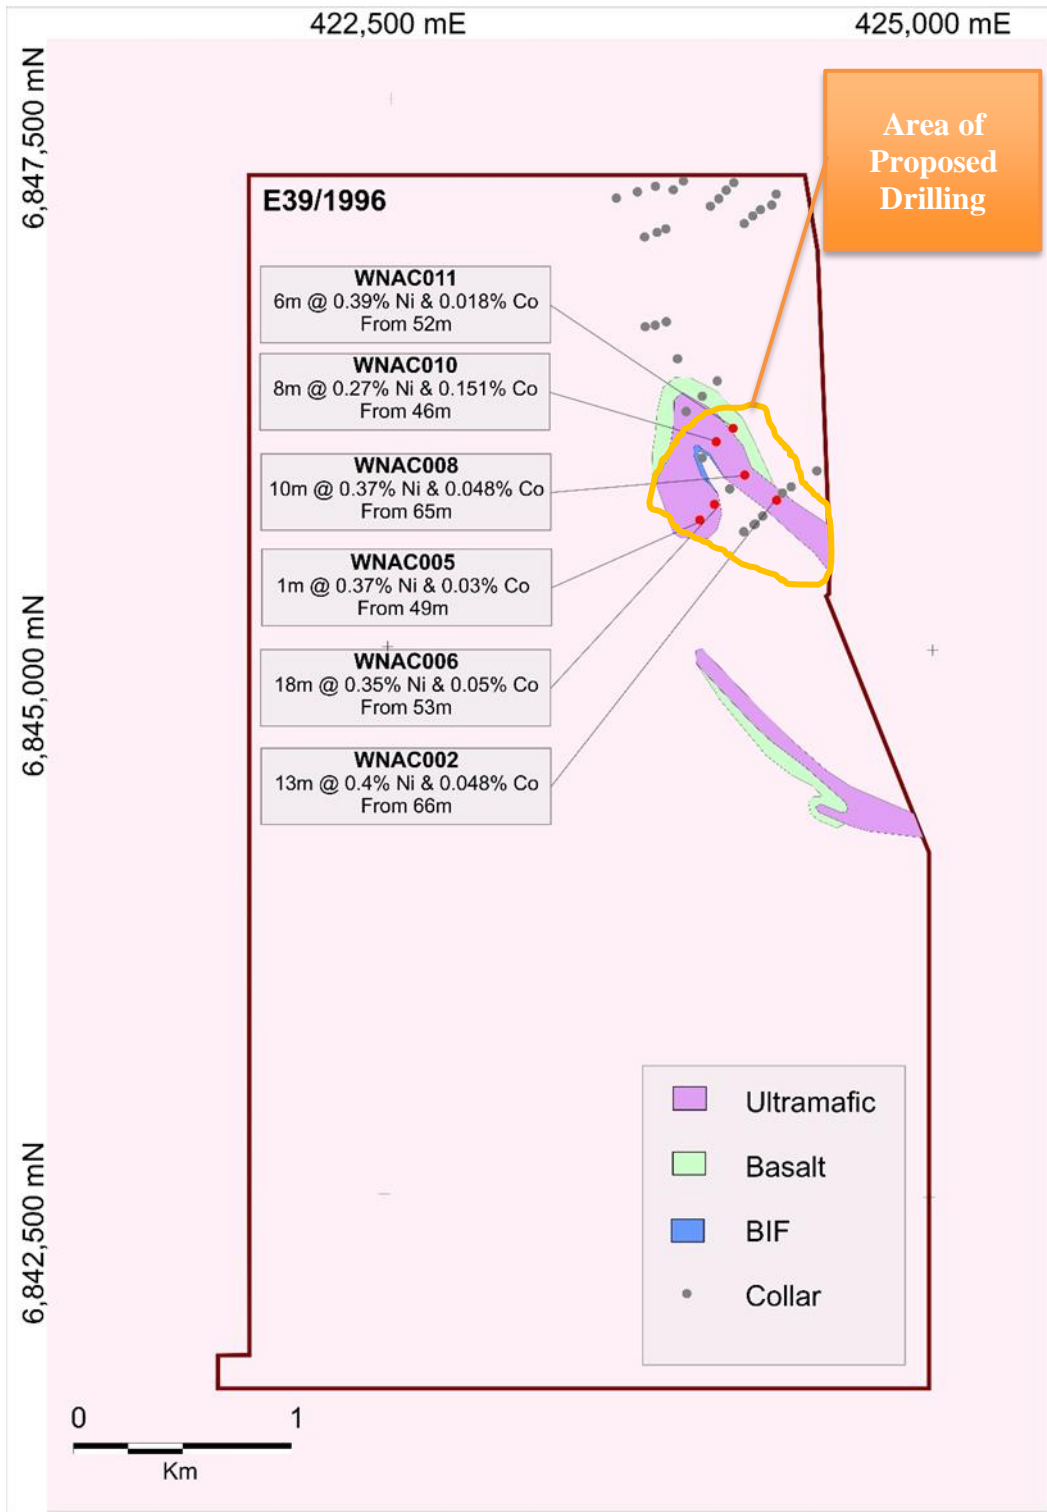 422,500 mE
425,000 mE
6,847,500 mN
6,845,000 mN
6,842,500 mN
Area of
Proposed
Drilling
E39/1996
WNAC011
6m @ 0.39% Ni & 0.018% Co
From 52m
WNAC010
8m @ 0.27% Ni & 0.151% Co
From 46m
WNAC008
10m @ 0.37% Ni & 0.048% Co
From 65m
WNAC005
1m @ 0.37% Ni & 0.03% Co
From 49m
WNAC006
18m @ 0.35% Ni & 0.05% Co
From 53m
WNAC002
13m @ 0.4% Ni & 0.048% Co
From 66m
Ultramafic
Basalt
BIF
Collar
0
1
Km